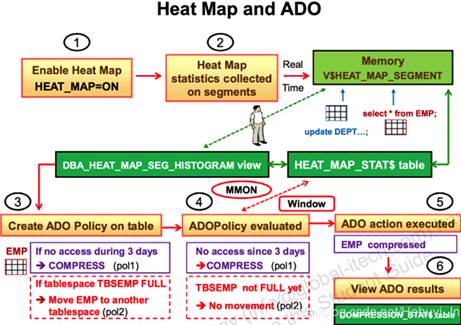 Heat Map and ADO
1
2
Enable Heat Map
HEAT_MAP=ON
Heat Map
statistics collected
on segments
Real
Time
Memory
V$HEAT_MAP_SEGMENT
select * from EMP;
update DEPT...;
DBA_HEAT_MAP_SEG_HISTOGRAM view
HEAT_MAP_STAT$ table
MMON
Window
3
4
5
Create ADO Policy on table
ADOPolicy evaluated
ADO action executed
EMP
If no access during 3 days
➔ COMPRESS (pol1)
If tablespace TBSEMP FULL
➔ Move EMP to another
tablespace (pol2)
No access since 3 days
➔ COMPRESS (pol1)
TBSEMP not FULL yet
➔ No movement (pol2)
EMP compressed
6
View ADO results
COMPRESSION_STAT$ table